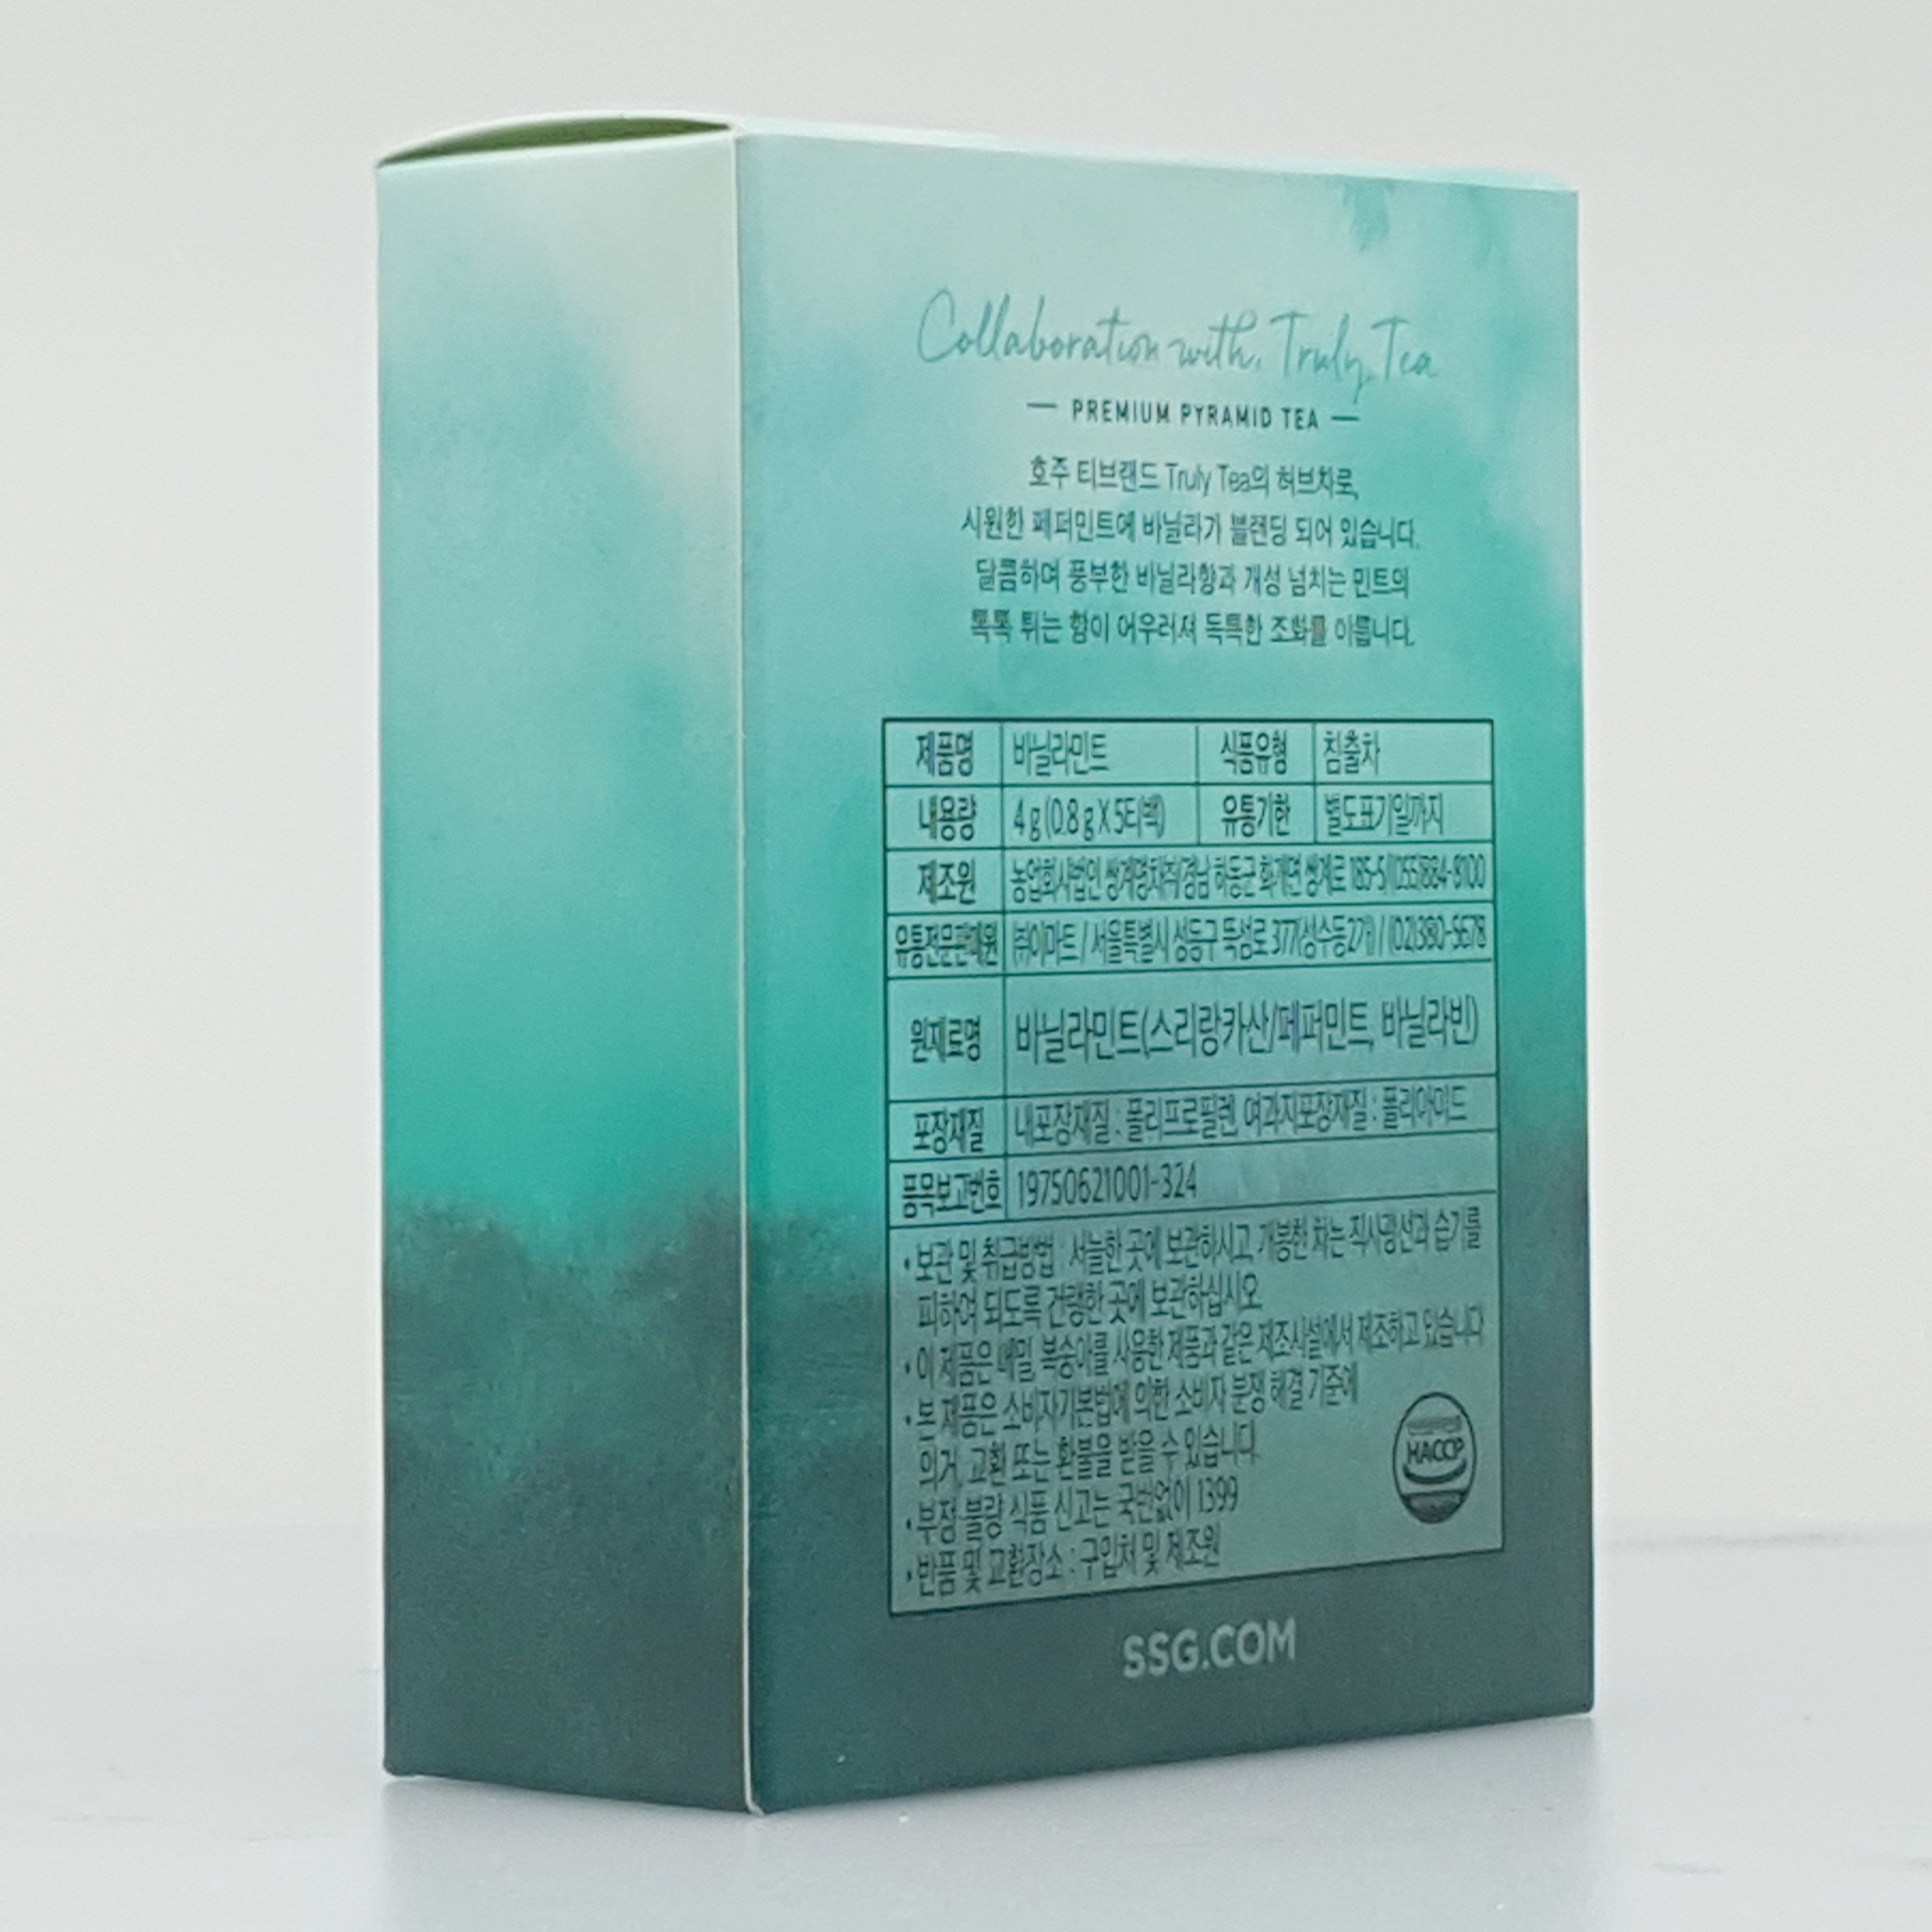 Collaboration with, Truly, Tea
PREMIUM PYRAMID TEA
호주 티브랜드 Truly Tea의 허브차로,
시원한 페퍼민트에 바닐라가 블렌딩 되어 있습니다.
달콤하며 풍부한 바닐라향과 개성 넘치는 민트의
톡톡 튀는 향이 어우러져 독특한 조화를 이룹니다.
제품명 바닐라민트 식품유형 침출차
내용량 4g(0.8gX5티백) 유통기한 별도표기일까지
제조원 농업회사법인 쌍계명차㈜/경남 하동군 화개면 쌍계로 185-5/(055)884-8100
유통전문판매원 ㈜이마트 / 서울특별시 성동구 뚝섬로 377(성수동2가) / (02)380-5678
원재료명 바닐라민트(스리랑카산/페퍼민트, 바닐라빈)
포장재질 내포장재질 : 폴리프로필렌, 여과지포장재질 : 폴리아미드
품목보고번호 19750621001-324
• 보관 및 취급방법 : 서늘한 곳에 보관하시고, 개봉한 차는 직사광선과 습기를
피하여 되도록 건랭한 곳에 보관하십시오.
• 이 제품은 메밀, 복숭아를 사용한 제품과 같은 제조시설에서 제조하고 있습니다
• 본 제품은 소비자기본법에 의한 소비자 분쟁 해결 기준에
의거, 교환 또는 환불을 받을 수 있습니다.
• 부정·불량 식품 신고는 국번없이 1399
• 반품 및 교환장소 : 구입처 및 제조원
HACCP
SSG.COM